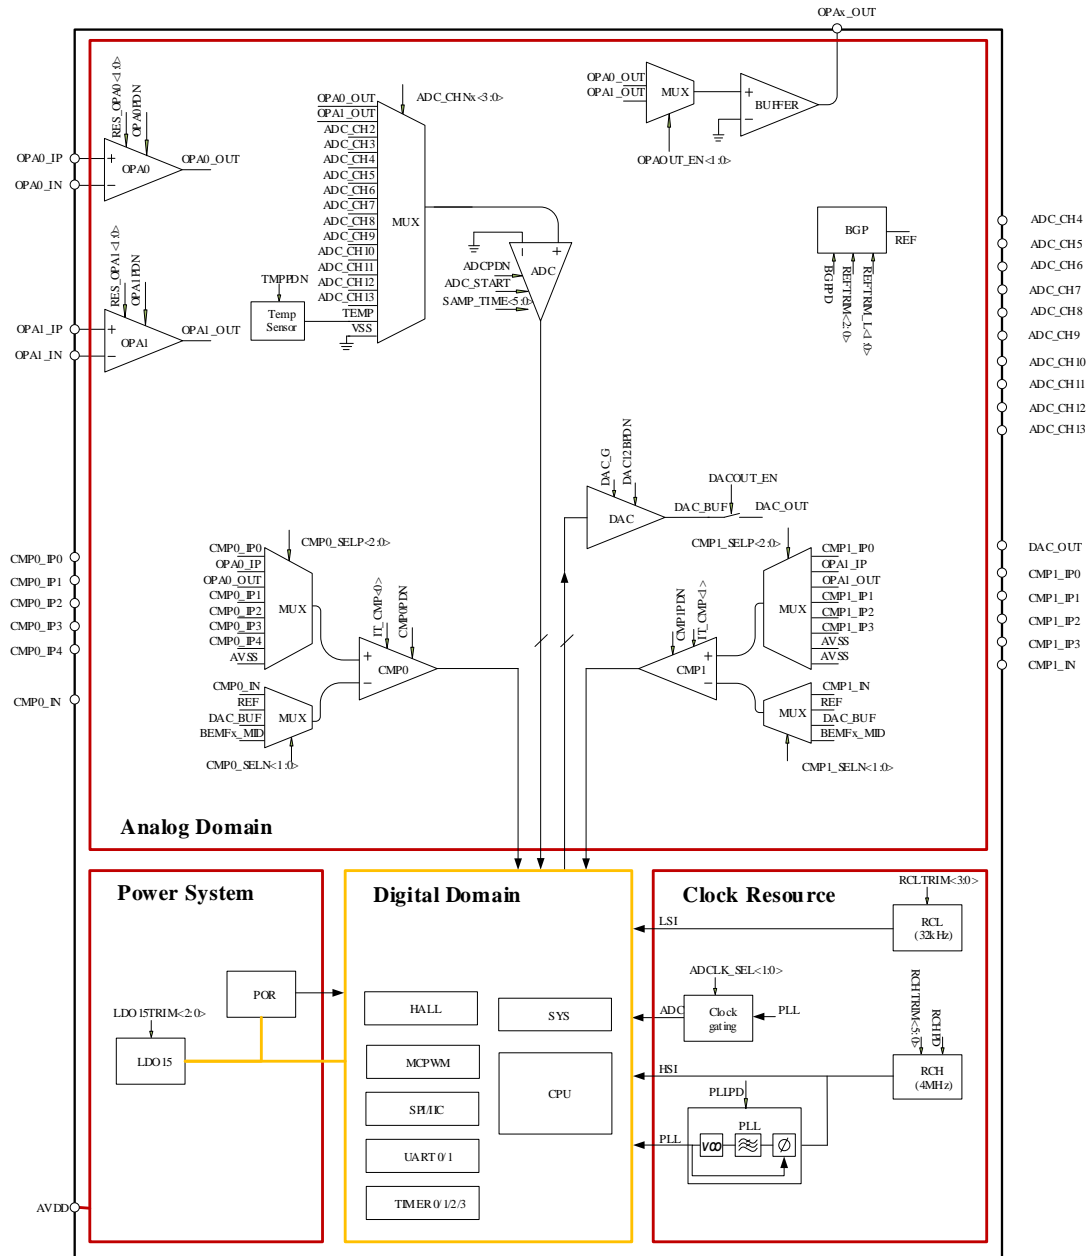 OPAx_OUT
RES_OPA0<1:0>
OPA0PDN
OPA0_IP
OPA0_IN
+
−
OPA0
OPA0_OUT
RES_OPA1<1:0>
OPA1PDN
OPA1_IP
OPA1_IN
+
−
OPA1
OPA1_OUT
ADC_CHNx<3:0>
OPA0_OUT
OPA1_OUT
ADC_CH2
ADC_CH3
ADC_CH4
ADC_CH5
ADC_CH6
ADC_CH7
ADC_CH8
ADC_CH9
ADC_CH10
ADC_CH11
ADC_CH12
ADC_CH13
TEMP
VSS
MUX
TMPPDN
Temp
Sensor
−
+
ADC
ADCPDN
ADC_START
SAMP_TIME<5:0>
OPA0_OUT
OPA1_OUT
MUX
OPAOUT_EN<1:0>
+
BUFFER
−
BGP
REF
BGPPD
REFTRIM<2:0>
REFTRIM_L<1:0>
ADC_CH4
ADC_CH5
ADC_CH6
ADC_CH7
ADC_CH8
ADC_CH9
ADC_CH10
ADC_CH11
ADC_CH12
ADC_CH13
DAC_G
DAC12BPDN
DAC
DACOUT_EN
DAC_BUF
DAC_OUT
CMP0_IP0
CMP0_IP1
CMP0_IP2
CMP0_IP3
CMP0_IP4
CMP0_IN
CMP0_SELP<2:0>
CMP0_IP0
OPA0_IP
OPA0_OUT
CMP0_IP1
CMP0_IP2
CMP0_IP3
CMP0_IP4
AVSS
MUX
IT_CMP<0>
CMP0PDN
+
CMP0
−
CMP0_IN
REF
DAC_BUF
BEMFx_MID
MUX
CMP0_SELN<1:0>
CMP1_SELP<2:0>
CMP1_IP0
OPA1_IP
OPA1_OUT
CMP1_IP1
CMP1_IP2
CMP1_IP3
AVSS
AVSS
MUX
CMP1PDN
IT_CMP<1>
+
CMP1
−
CMP1_IN
REF
DAC_BUF
BEMFx_MID
MUX
CMP1_SELN<1:0>
DAC_OUT
CMP1_IP0
CMP1_IP1
CMP1_IP2
CMP1_IP3
CMP1_IN
Analog Domain
Power System
POR
LDO15TRIM<2:0>
LDO15
AVDD
Digital Domain
HALL
MCPWM
SPI/IIC
UART0/1
TIMER0/1/2/3
SYS
CPU
Clock Resource
RCLTRIM<3:0>
RCL
(32kHz)
LSI
ADCLK_SEL<1:0>
ADC
Clock
gating
PLL
RCHTRIM<5:0>
RCHPD
RCH
(4MHz)
HSI
PLLPD
PLL
PLL
VCO
Ø